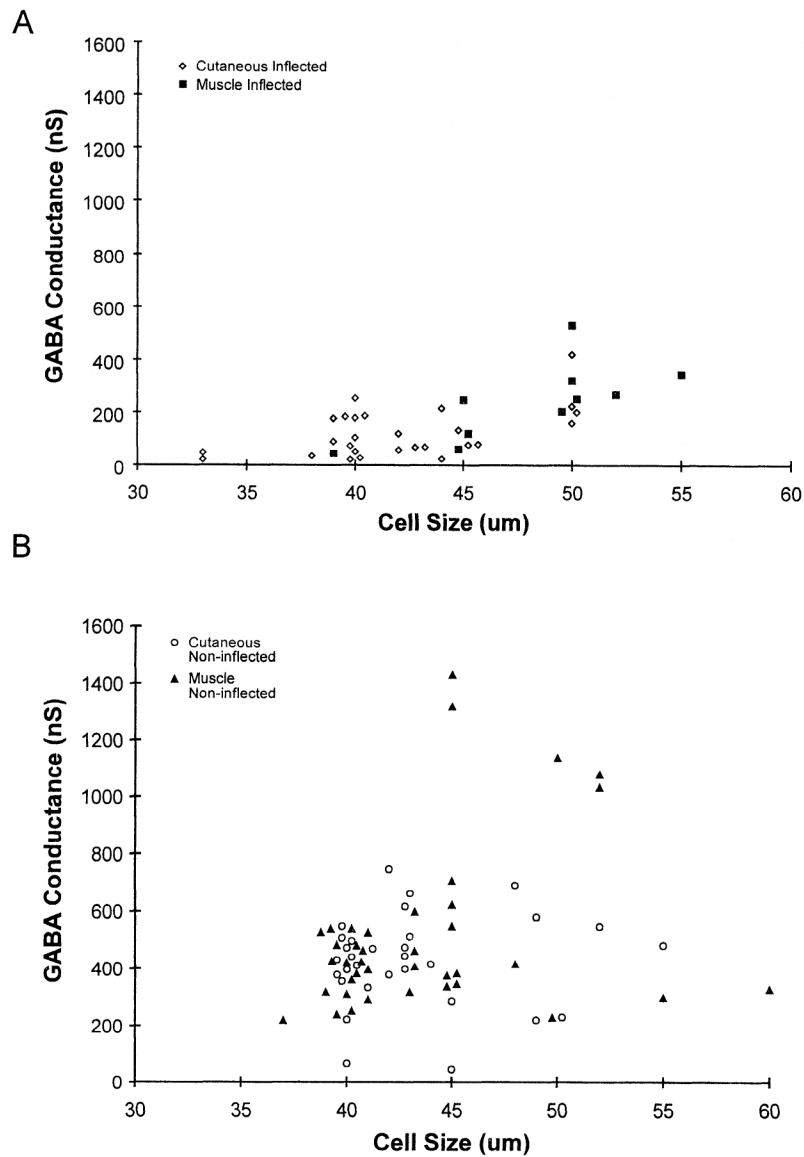 A
1600
1400
1200
1000
800
600
400
200
0
GABA Conductance (nS)
Cutaneous Inflected
Muscle Inflected
30 35 40 45 50 55 60
Cell Size (um)
B
1600
1400
1200
1000
800
600
400
200
0
GABA Conductance (nS)
Cutaneous
Non-inflected
Muscle
Non-inflected
30 35 40 45 50 55 60
Cell Size (um)